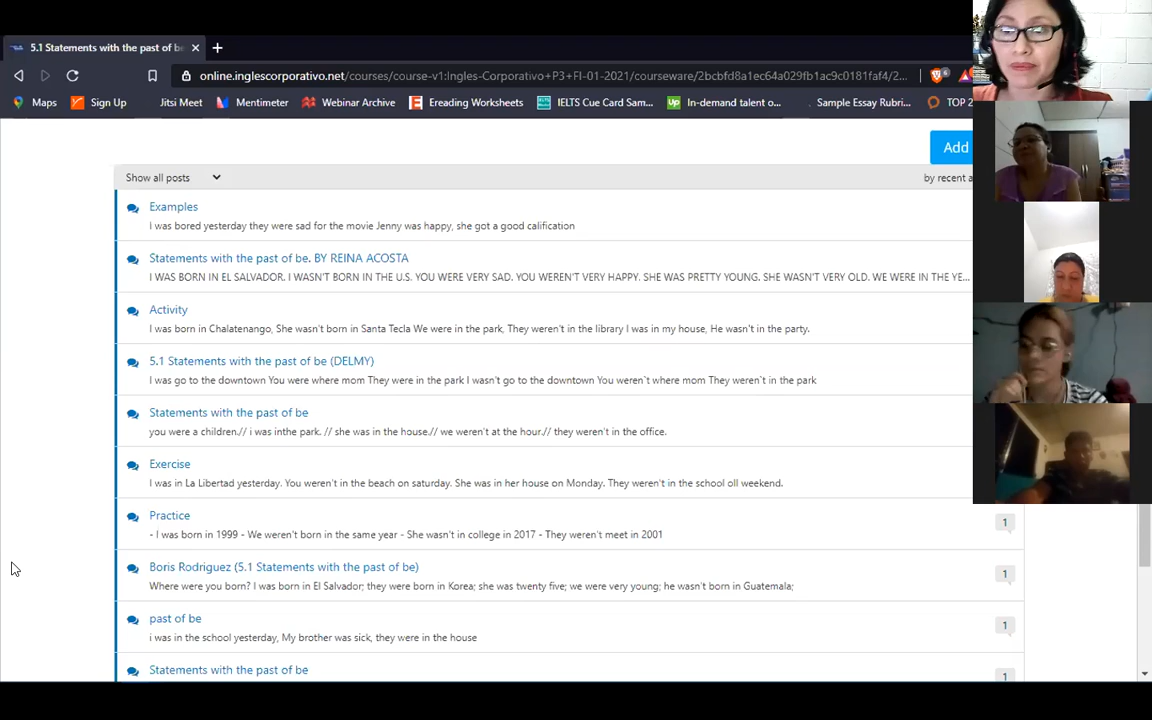 5.1 Statements with the past of be
online.inglescorporativo.net/courses/course-v1:Ingles-Corporativo+P3+FI-01-2021/courseware/2bcbfd8a1ec64a029fb1ac9c0181faf4/2...
Maps Sign Up Jitsi Meet Mentimeter Webinar Archive Ereading Worksheets IELTS Cue Card Sam... In-demand talent o... Sample Essay Rubri... TOP 2
Add
Show all posts by recent a
Examples
I was bored yesterday they were sad for the movie Jenny was happy, she got a good calification
Statements with the past of be. BY REINA ACOSTA
I WAS BORN IN EL SALVADOR. I WASN'T BORN IN THE U.S. YOU WERE VERY SAD. YOU WEREN'T VERY HAPPY. SHE WAS PRETTY YOUNG. SHE WASN'T VERY OLD. WE WERE IN THE YE...
Activity
I was born in Chalatenango, She wasn't born in Santa Tecla We were in the park, They weren't in the library I was in my house, He wasn't in the party.
5.1 Statements with the past of be (DELMY)
I was go to the downtown You were where mom They were in the park I wasn't go to the downtown You weren`t where mom They weren`t in the park
Statements with the past of be
you were a children.// i was inthe park. // she was in the house.// we weren't at the hour.// they weren't in the office.
Exercise
I was in La Libertad yesterday. You weren't in the beach on saturday. She was in her house on Monday. They weren't in the school oll weekend.
Practice
- I was born in 1999 - We weren't born in the same year - She wasn't in college in 2017 - They weren't meet in 2001
1
Boris Rodriguez (5.1 Statements with the past of be)
Where were you born? I was born in El Salvador; they were born in Korea; she was twenty five; we were very young; he wasn't born in Guatemala;
1
past of be
i was in the school yesterday, My brother was sick, they were in the house
1
Statements with the past of be
1